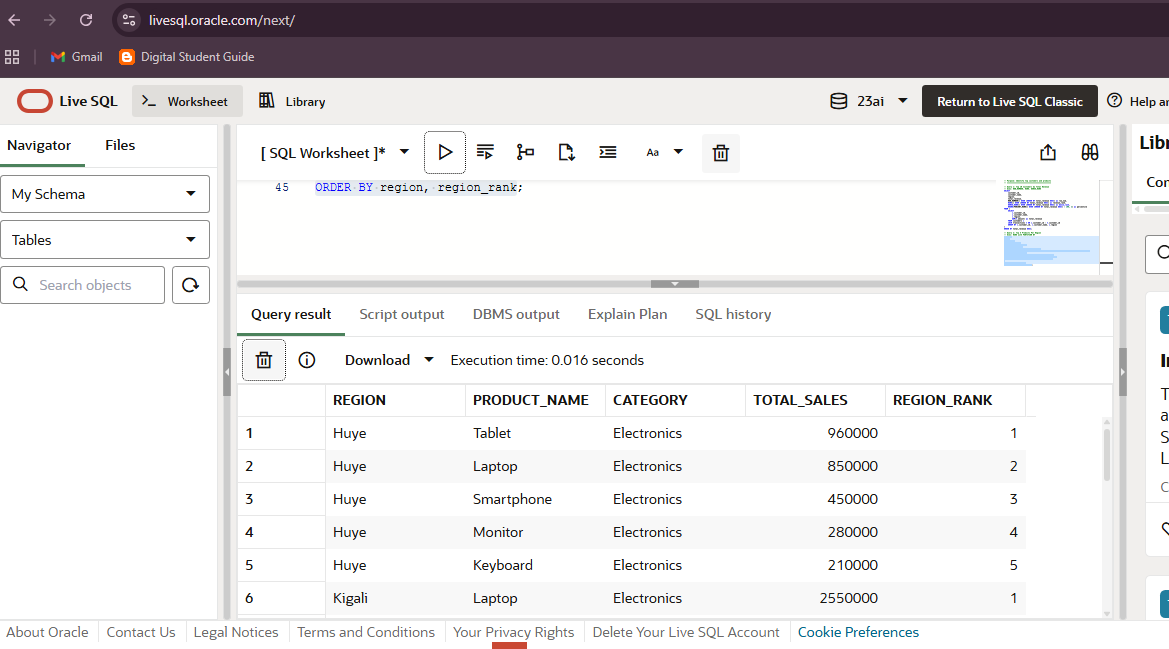 livesql.oracle.com/next/
Gmail Digital Student Guide
Live SQL Worksheet Library 23ai Return to Live SQL Classic Help
Navigator Files
[ SQL Worksheet ]* Aa
My Schema
45 ORDER BY region, region_rank;
Tables
Search objects
Query result Script output DBMS output Explain Plan SQL history
Download Execution time: 0.016 seconds
REGION PRODUCT_NAME CATEGORY TOTAL_SALES REGION_RANK
1 Huye Tablet Electronics 960000 1
2 Huye Laptop Electronics 850000 2
3 Huye Smartphone Electronics 450000 3
4 Huye Monitor Electronics 280000 4
5 Huye Keyboard Electronics 210000 5
6 Kigali Laptop Electronics 2550000 1
About Oracle Contact Us Legal Notices Terms and Conditions Your Privacy Rights Delete Your Live SQL Account Cookie Preferences